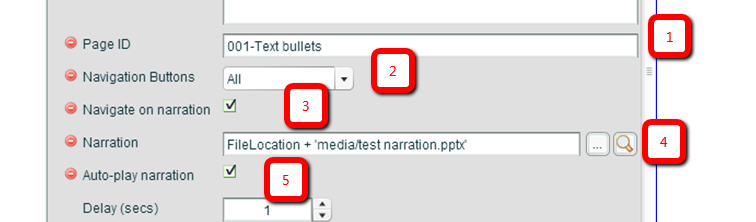 Page ID 001-Text bullets 1
Navigation Buttons All 2
Navigate on narration 3
Narration FileLocation + 'media/test narration.pptx' ... 4
Auto-play narration 5
Delay (secs) 1